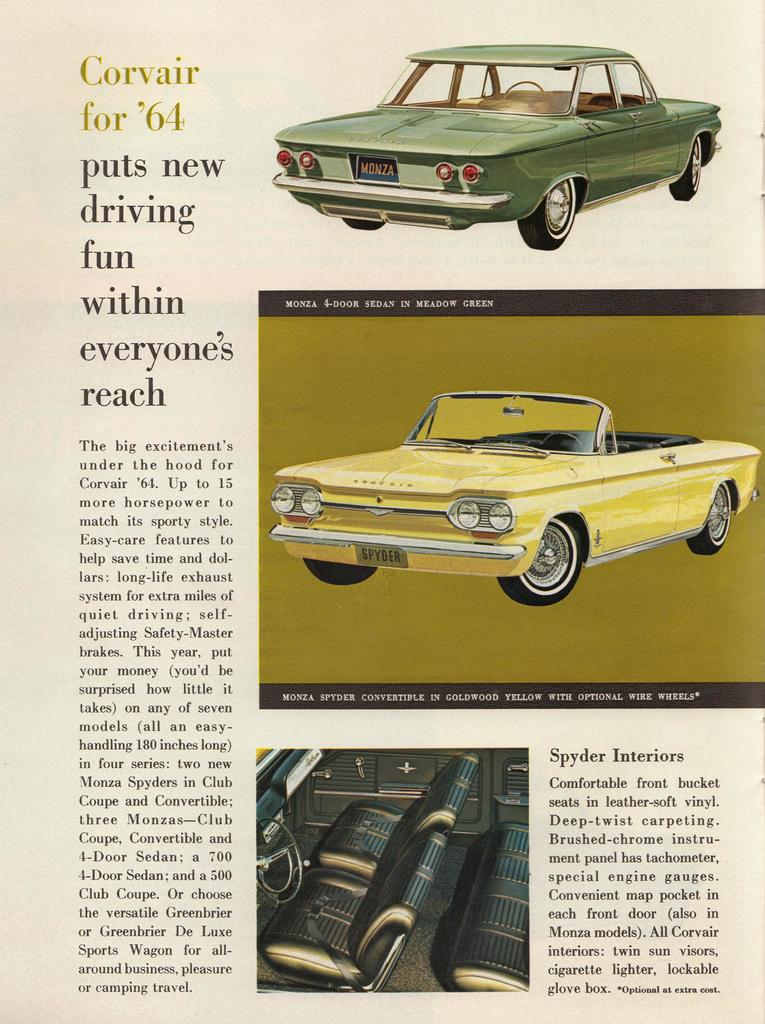 Corvair
for ’64
puts new
driving
fun
within
everyone’s
reach
The big excitement’s
under the hood for
Corvair ’64. Up to 15
more horsepower to
match its sporty style.
Easy-care features to
help save time and dol-
lars: long-life exhaust
system for extra miles of
quiet driving; self-
adjusting Safety-Master
brakes. This year, put
your money (you’d be
surprised how little it
takes) on any of seven
models (all an easy-
handling 180 inches long)
in four series: two new
Monza Spyders in Club
Coupe and Convertible;
three Monzas—Club
Coupe, Convertible and
4-Door Sedan; a 700
4-Door Sedan; and a 500
Club Coupe. Or choose
the versatile Greenbrier
or Greenbrier De Luxe
Sports Wagon for all-
around business, pleasure
or camping travel.
MONZA
MONZA 4-DOOR SEDAN IN MEADOW GREEN
CORVAIR
SPYDER
MONZA SPYDER CONVERTIBLE IN GOLDWOOD YELLOW WITH OPTIONAL WIRE WHEELS*
Spyder Interiors
Comfortable front bucket
seats in leather-soft vinyl.
Deep-twist carpeting.
Brushed-chrome instru-
ment panel has tachometer,
special engine gauges.
Convenient map pocket in
each front door (also in
Monza models). All Corvair
interiors: twin sun visors,
cigarette lighter, lockable
glove box. *Optional at extra cost.